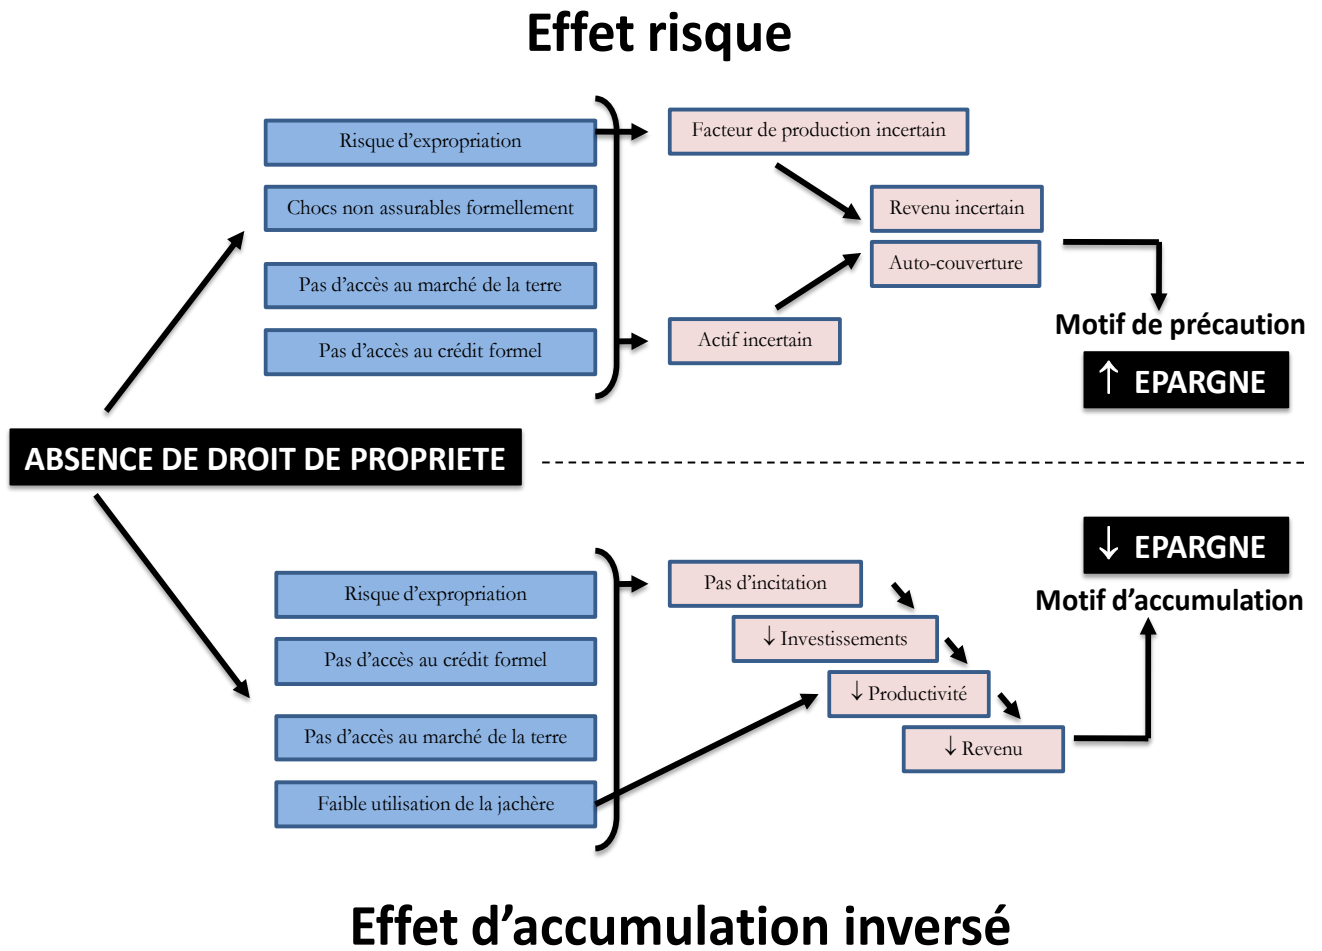 Effet risque
Risque d'expropriation
Chocs non assurables formellement
Pas d'accès au marché de la terre
Pas d'accès au crédit formel
Facteur de production incertain
Revenu incertain
Auto-couverture
Actif incertain
Motif de précaution
↑ EPARGNE
ABSENCE DE DROIT DE PROPRIETE
↓ EPARGNE
Motif d'accumulation
Risque d'expropriation
Pas d'accès au crédit formel
Pas d'accès au marché de la terre
Faible utilisation de la jachère
Pas d'incitation
↓ Investissements
↓ Productivité
↓ Revenu
Effet d'accumulation inversé